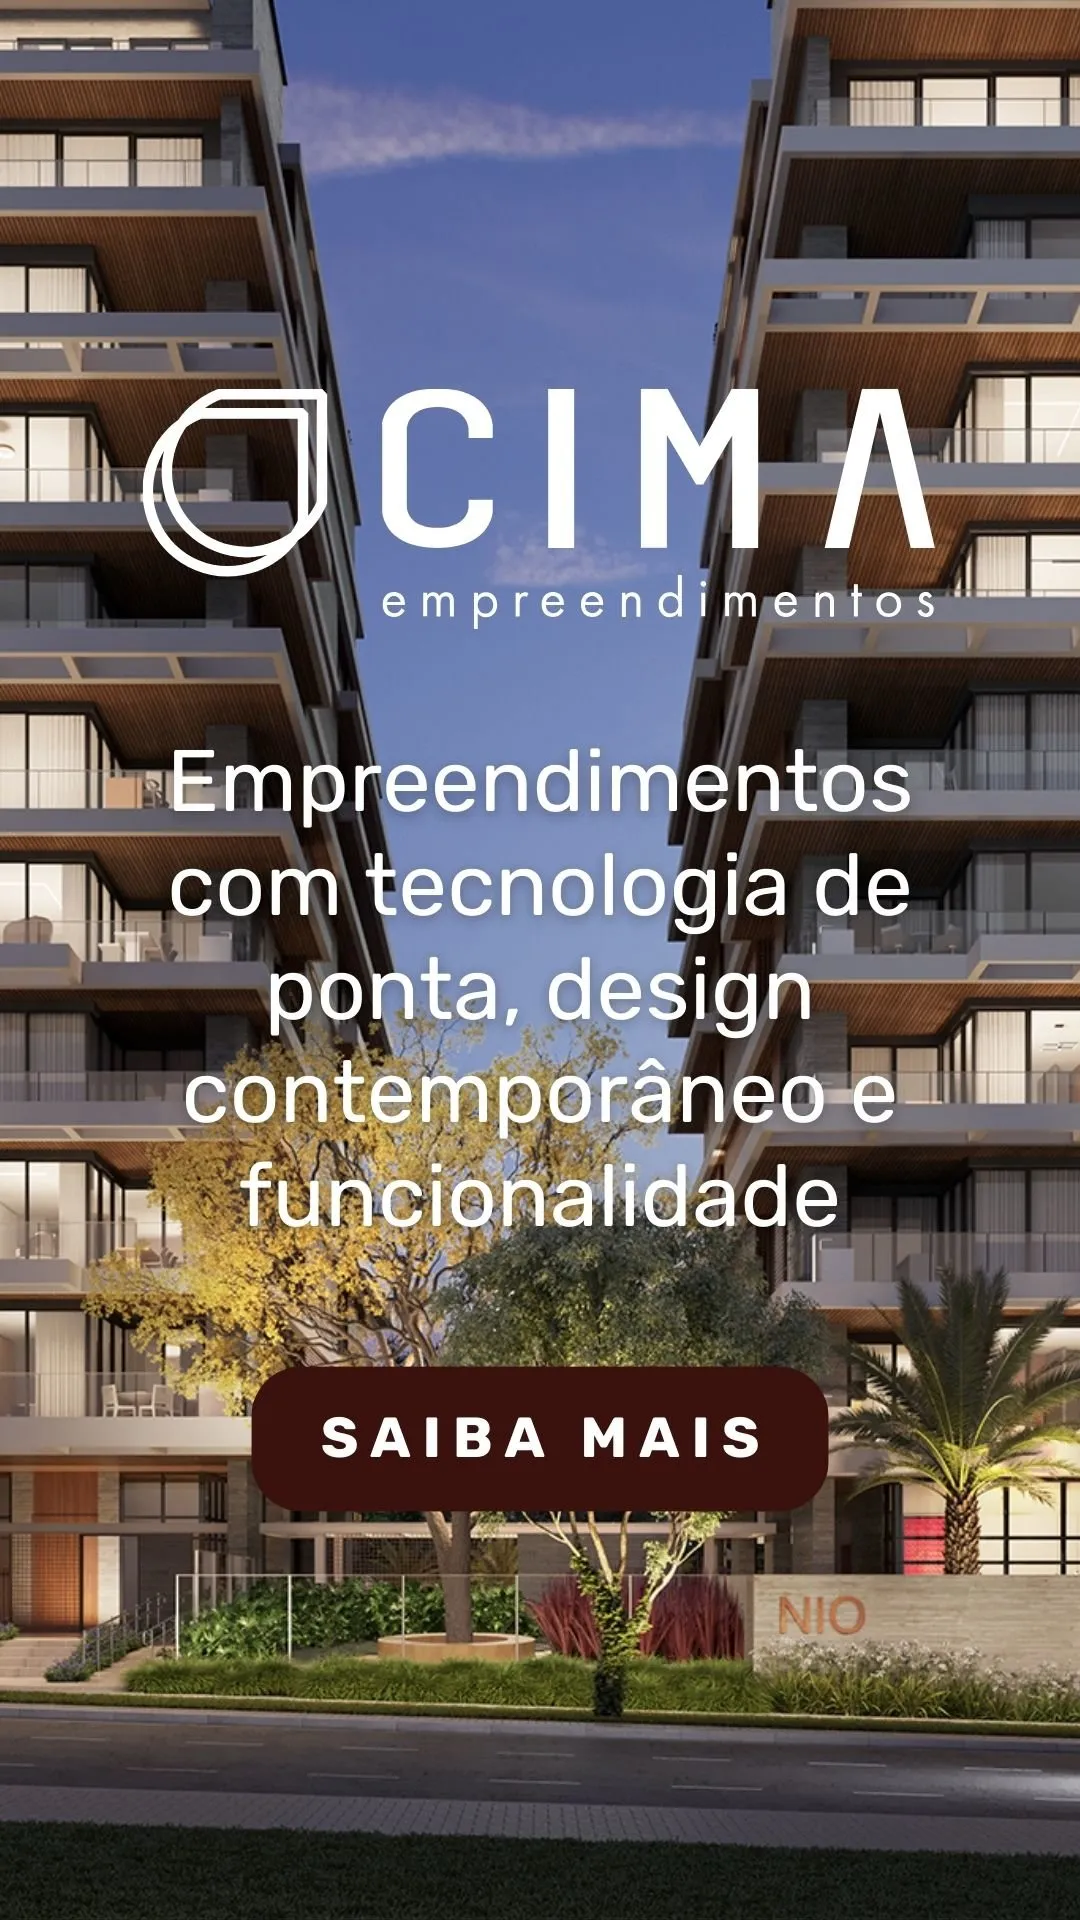 CIMA
empreendimentos
Empreendimentos
com tecnologia de
ponta, design
contemporâneo e
funcionalidade
SAIBA MAIS
NIO